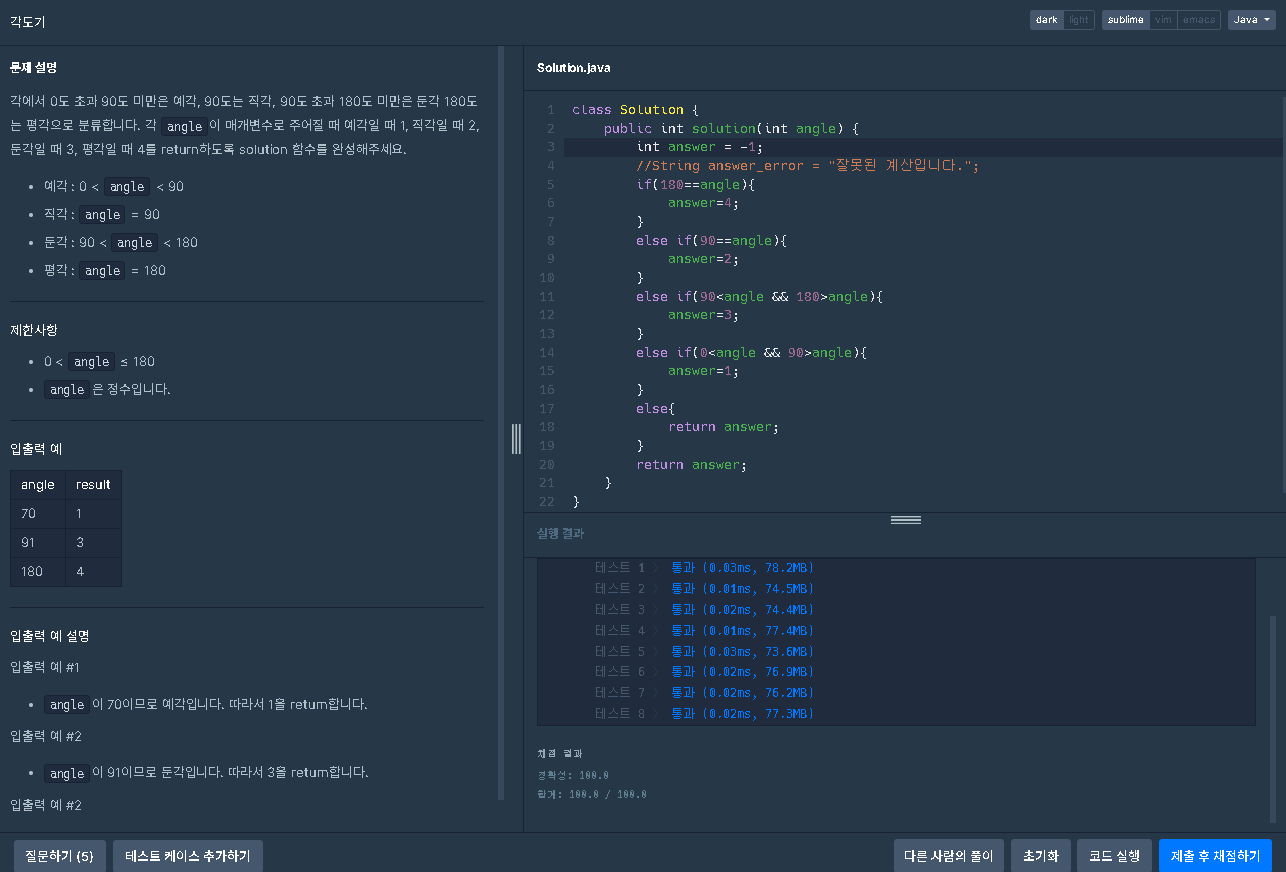 각도기
dark light sublime vim emacs Java
문제 설명
각에서 0도 초과 90도 미만은 예각, 90도는 직각, 90도 초과 180도 미만은 둔각 180도
는 평각으로 분류합니다. 각 angle 이 매개변수로 주어질 때 예각일 때 1, 직각일 때 2,
둔각일 때 3, 평각일 때 4를 return하도록 solution 함수를 완성해주세요.
예각 : 0 < angle < 90
직각 : angle = 90
둔각 : 90 < angle < 180
평각 : angle = 180
제한사항
0 < angle ≤ 180
angle 은 정수입니다.
입출력 예
angle result
70 1
91 3
180 4
입출력 예 설명
입출력 예 #1
angle 이 70이므로 예각입니다. 따라서 1을 return합니다.
입출력 예 #2
angle 이 91이므로 둔각입니다. 따라서 3을 return합니다.
입출력 예 #2
Solution.java
1 class Solution {
2 public int solution(int angle) {
3 int answer = -1;
4 //String answer_error = "잘못된 계산입니다.";
5 if(180==angle){
6 answer=4;
7 }
8 else if(90==angle){
9 answer=2;
10 }
11 else if(90<angle && 180>angle){
12 answer=3;
13 }
14 else if(0<angle && 90>angle){
15 answer=1;
16 }
17 else{
18 return answer;
19 }
20 return answer;
21 }
22 }
실행 결과
테스트 1 〉 통과 (0.03ms, 78.2MB)
테스트 2 〉 통과 (0.01ms, 74.5MB)
테스트 3 〉 통과 (0.02ms, 74.4MB)
테스트 4 〉 통과 (0.01ms, 77.4MB)
테스트 5 〉 통과 (0.03ms, 73.6MB)
테스트 6 〉 통과 (0.02ms, 76.9MB)
테스트 7 〉 통과 (0.02ms, 76.2MB)
테스트 8 〉 통과 (0.02ms, 77.3MB)
채점 결과
정확성: 100.0
합계: 100.0 / 100.0
질문하기 (5) 테스트 케이스 추가하기 다른 사람의 풀이 초기화 코드 실행 제출 후 채점하기